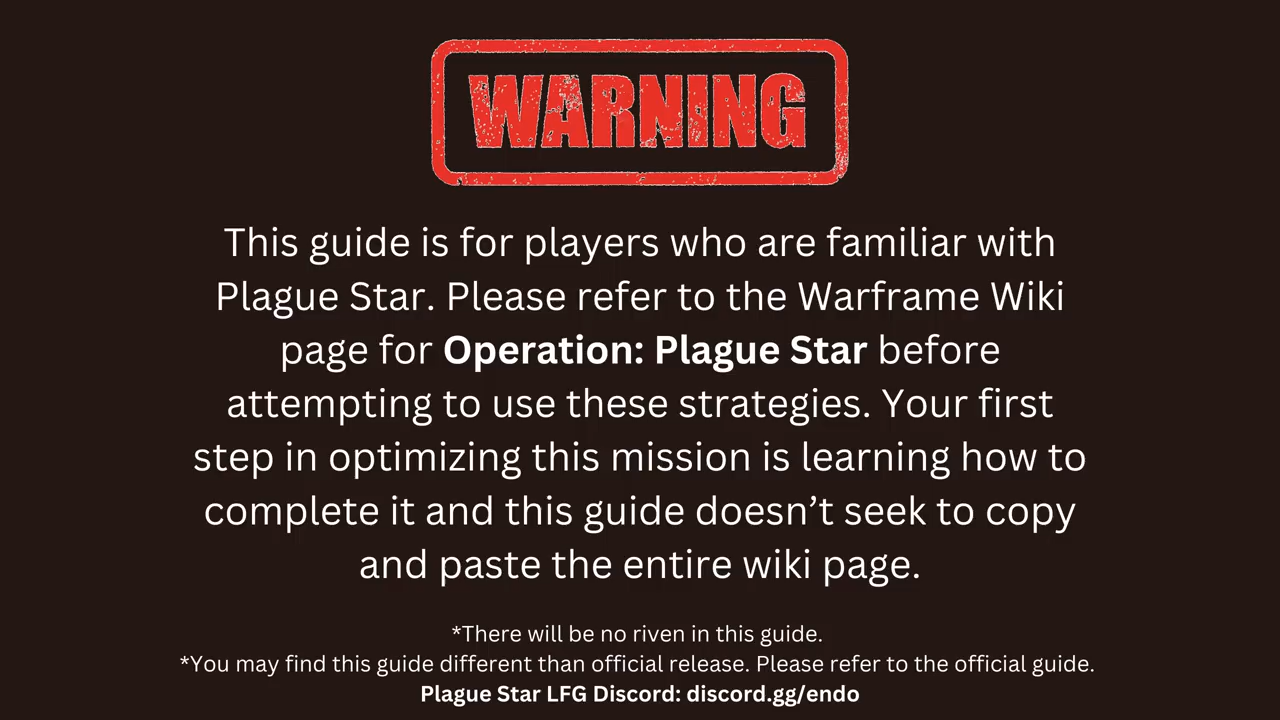 WARNING
This guide is for players who are familiar with
Plague Star. Please refer to the Warframe Wiki
page for Operation: Plague Star before
attempting to use these strategies. Your first
step in optimizing this mission is learning how to
complete it and this guide doesn’t seek to copy
and paste the entire wiki page.
*There will be no riven in this guide.
*You may find this guide different than official release. Please refer to the official guide.
Plague Star LFG Discord: discord.gg/endo